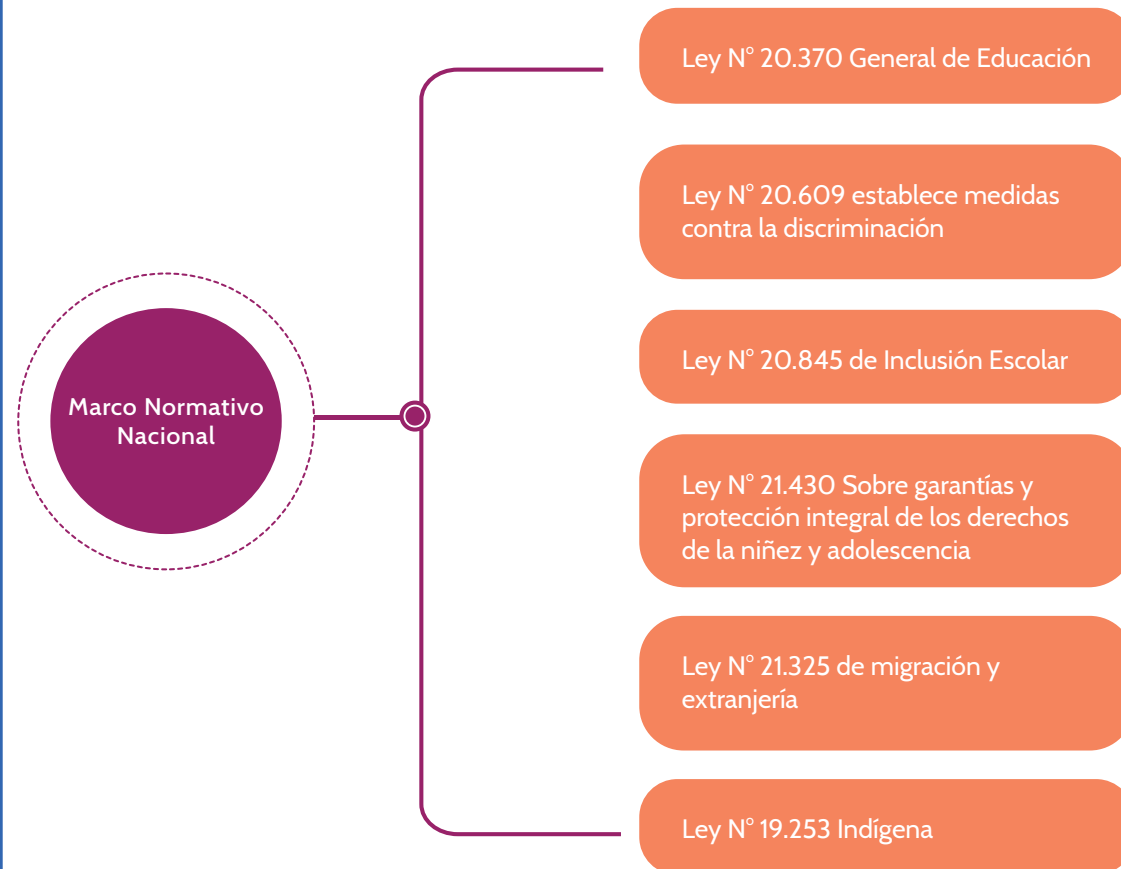 Marco Normativo
Nacional
Ley N° 20.370 General de Educación
Ley N° 20.609 establece medidas
contra la discriminación
Ley N° 20.845 de Inclusión Escolar
Ley N° 21.430 Sobre garantías y
protección integral de los derechos
de la niñez y adolescencia
Ley N° 21.325 de migración y
extranjería
Ley N° 19.253 Indígena